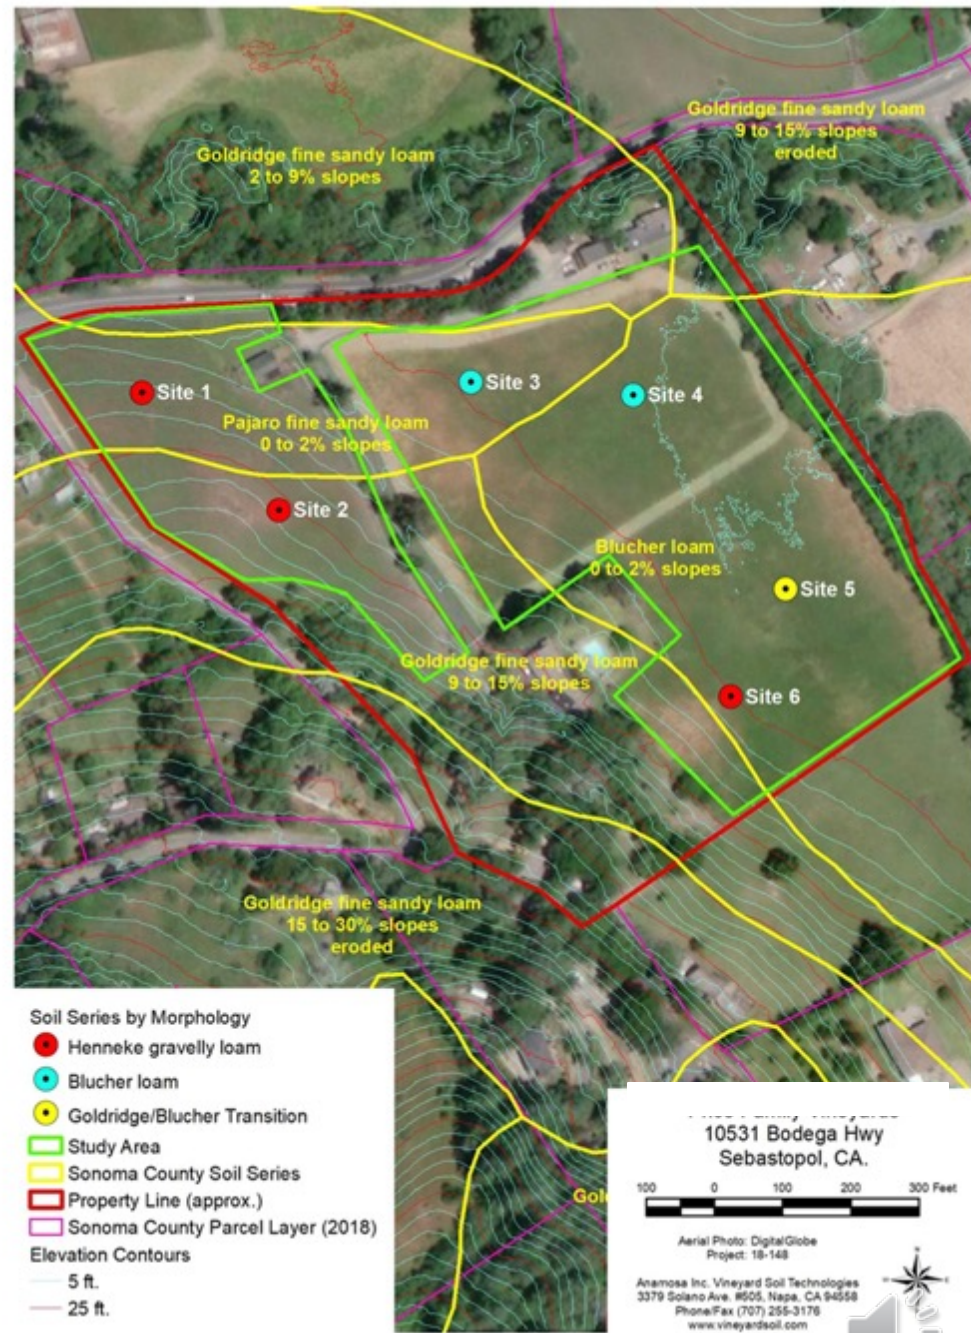 Goldridge fine sandy loam
9 to 15% slopes
eroded
Goldridge fine sandy loam
2 to 9% slopes
Site 3
Site 1
Site 4
Pajaro fine sandy loam
0 to 2% slopes
Site 2
Blucher loam
0 to 2% slopes
Site 5
Goldridge fine sandy loam
9 to 15% slopes
Site 6
Goldridge fine sandy loam
15 to 30% slopes
eroded
Soil Series by Morphology
Henneke gravelly loam
Blucher loam
Goldridge/Blucher Transition
Study Area
Sonoma County Soil Series
Property Line (approx.)
Sonoma County Parcel Layer (2018)
Elevation Contours
5 ft.
25 ft.
Gol
Family Vineyards
10531 Bodega Hwy
Sebastopol, CA.
100 0 100 200 300 Feet
Aerial Photo: DigitalGlobe
Project: 18-148
Anamosa Inc. Vineyard Soil Technologies
3379 Solano Ave. #505, Napa, CA 94558
Phone/Fax (707) 255-3176
www.vineyardsoil.com